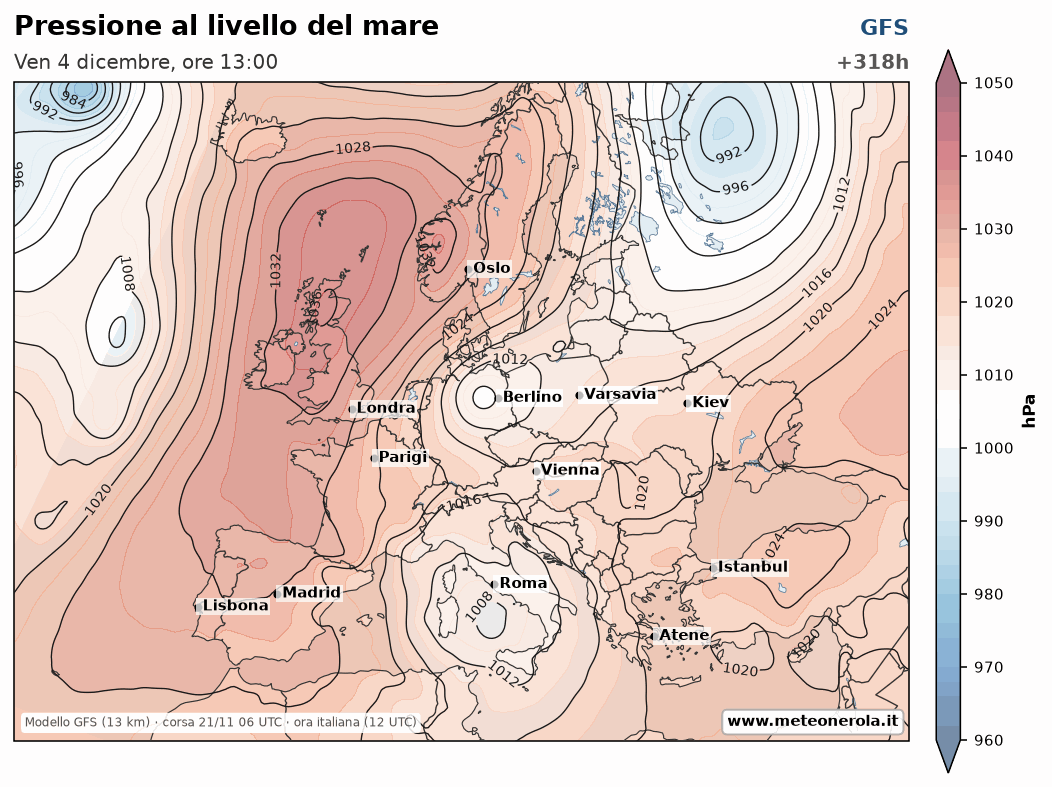 Pressione al livello del mare
GFS
Ven 4 dicembre, ore 13:00
+318h
984
992
996
1028
992
996
1012
1008
1032
1036
1036
Oslo
1016
1020
1024
1024
1012
Berlino
Varsavia
Kiev
Londra
Parigi
Vienna
1020
1020
1016
1024
Istanbul
Roma
Madrid
Lisbona
1008
Atene
1020
1020
1012
Modello GFS (13 km) · corsa 21/11 06 UTC · ora italiana (12 UTC)
www.meteonerola.it
1050
1040
1030
1020
1010
1000
990
980
970
960
hPa